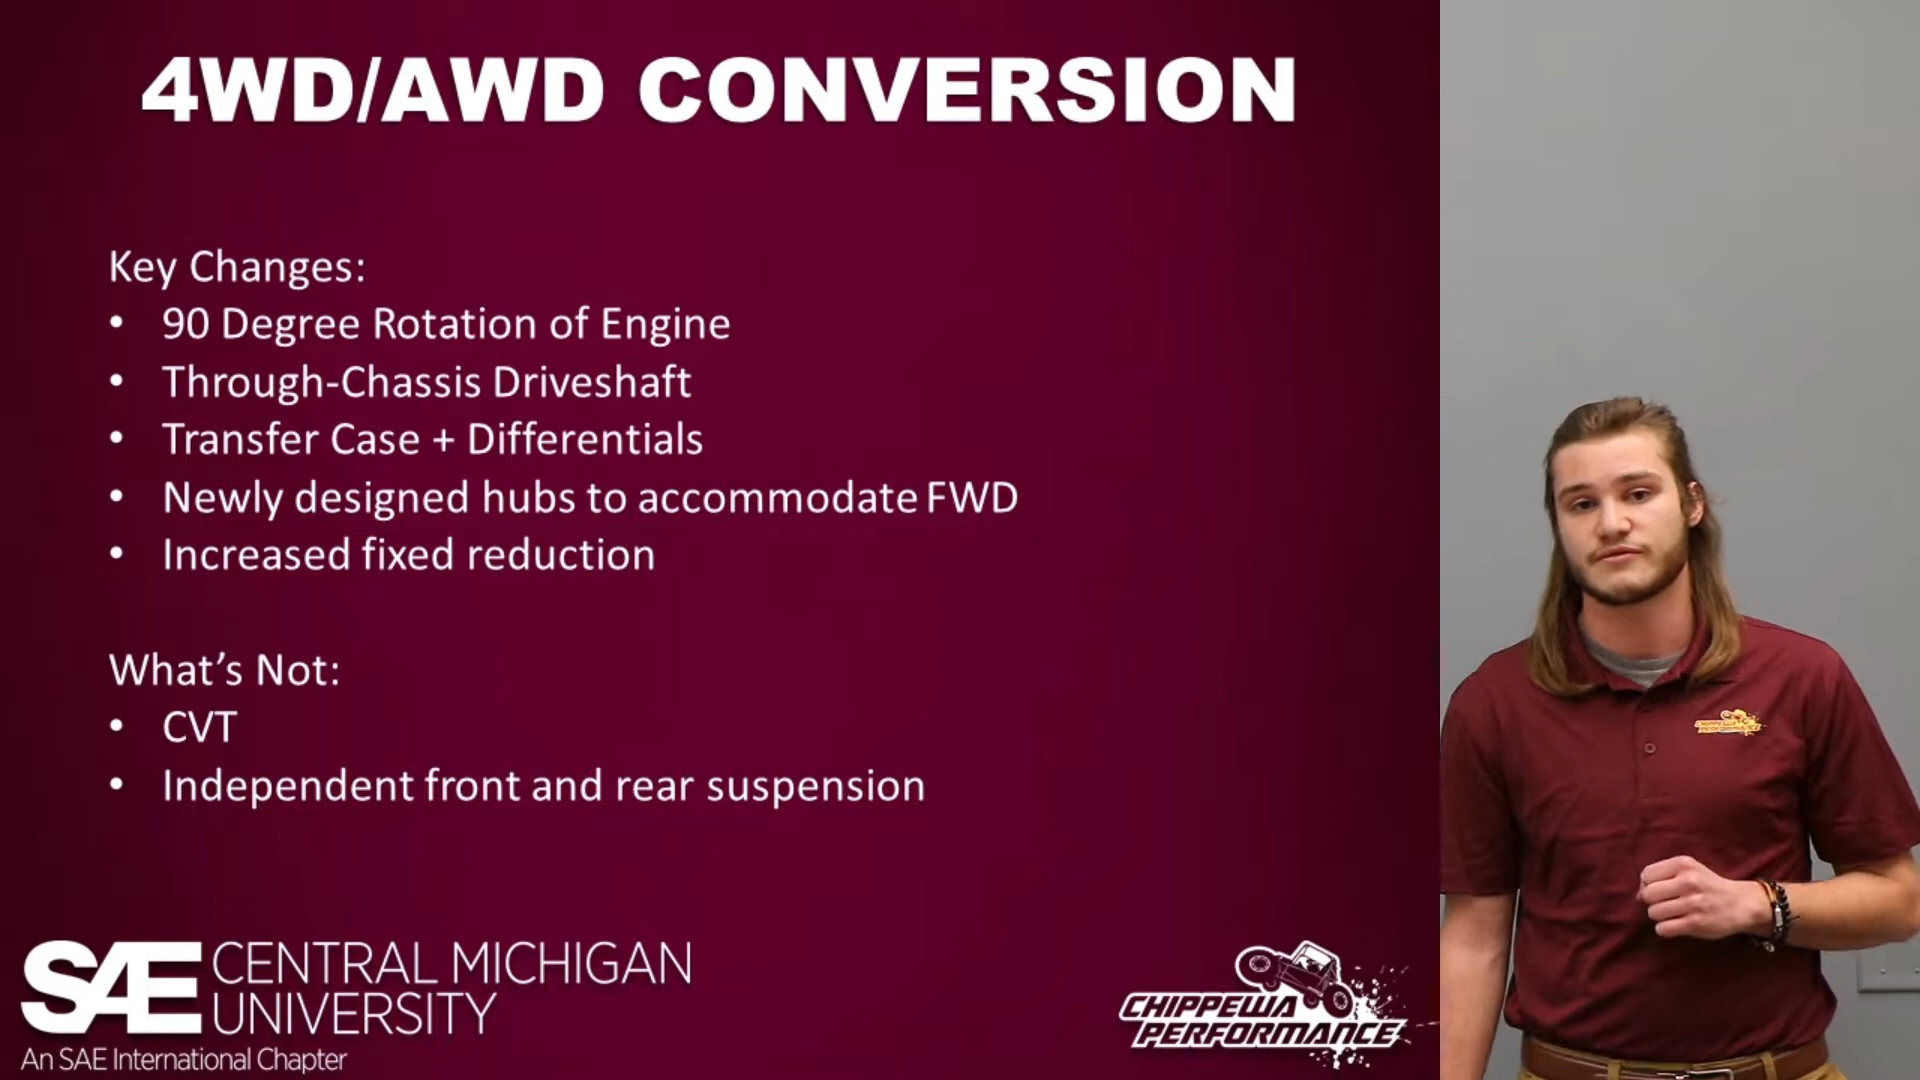 4WD/AWD CONVERSION
Key Changes:
• 90 Degree Rotation of Engine
• Through-Chassis Driveshaft
• Transfer Case + Differentials
• Newly designed hubs to accommodate FWD
• Increased fixed reduction
What's Not:
• CVT
• Independent front and rear suspension
SAE CENTRAL MICHIGAN
UNIVERSITY
An SAE International Chapter
CHIPPEWA
PERFORMANCE
CHIPPEWA
PERFORMANCE